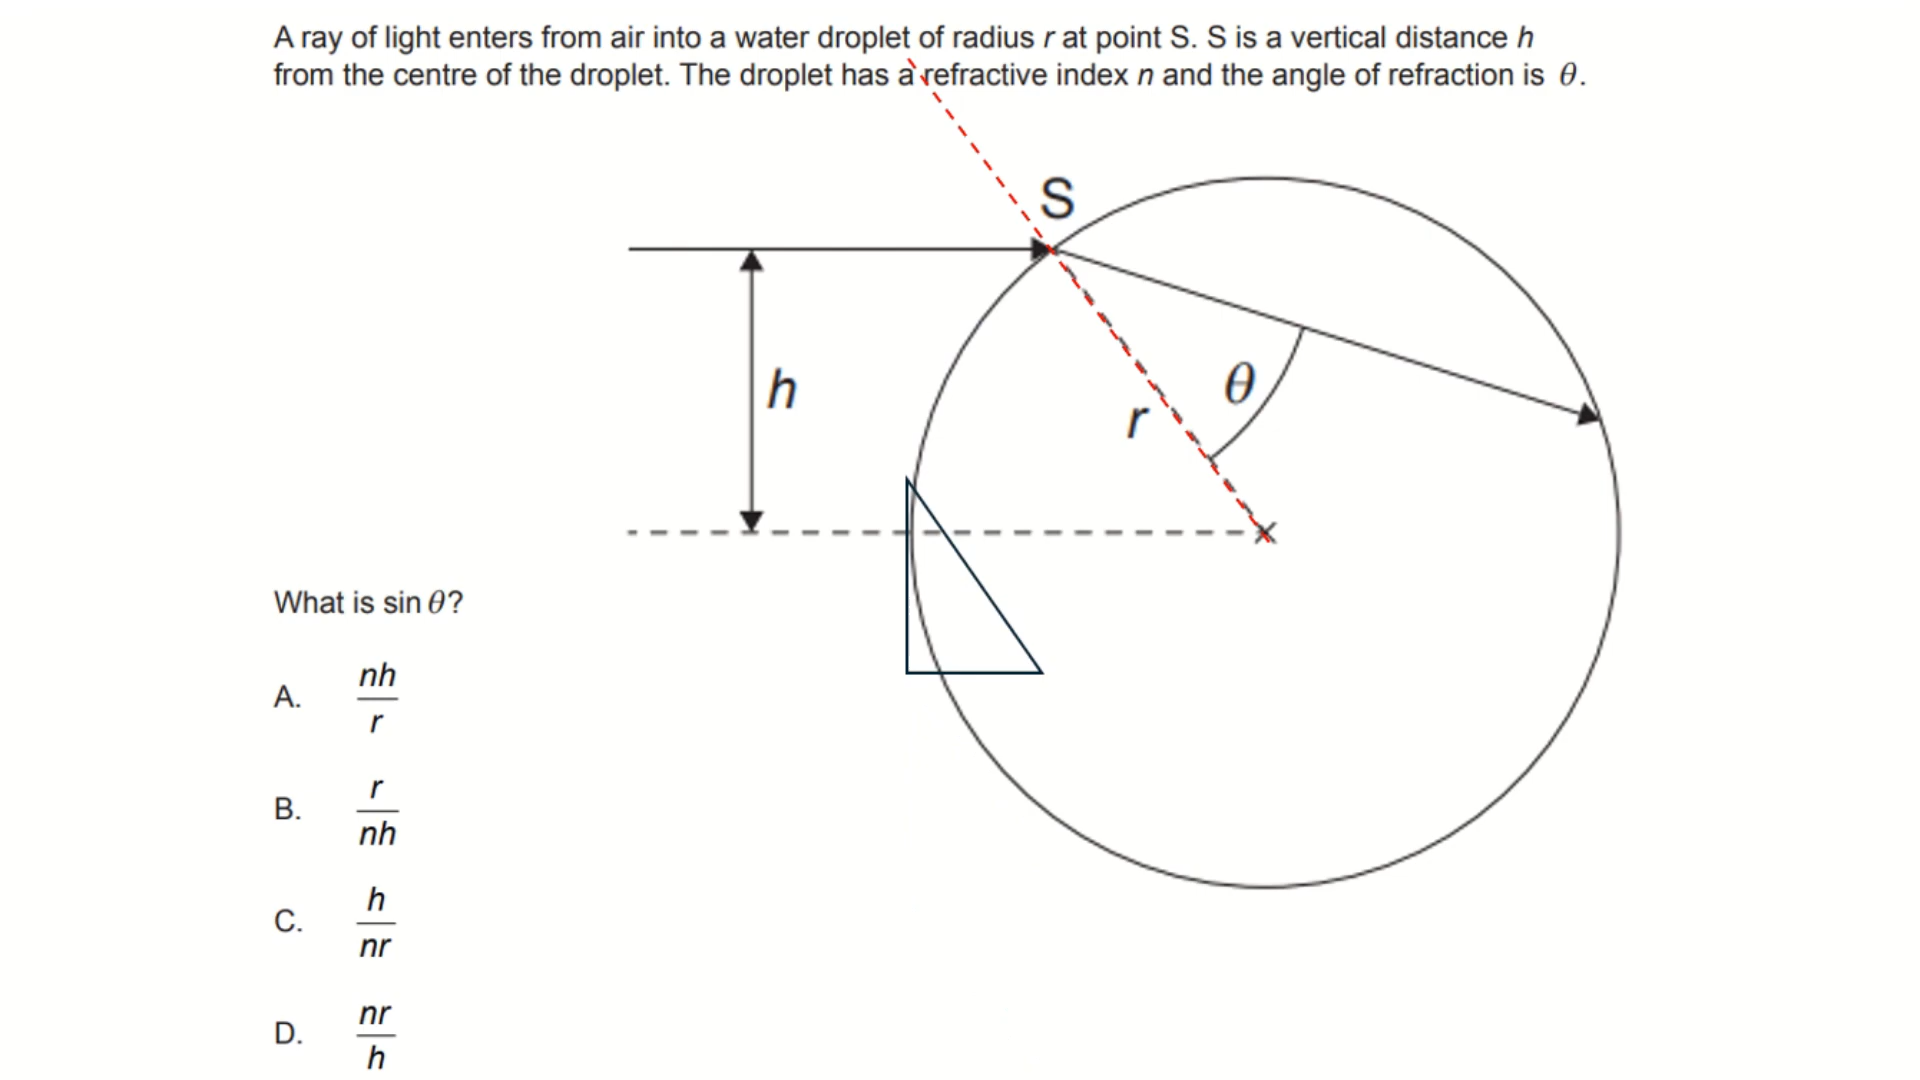 A ray of light enters from air into a water droplet of radius r at point S. S is a vertical distance h
from the centre of the droplet. The droplet has a refractive index n and the angle of refraction is θ.
S
h
θ
r
What is sin θ?
A. nh
r
B. r
nh
C. h
nr
D. nr
h